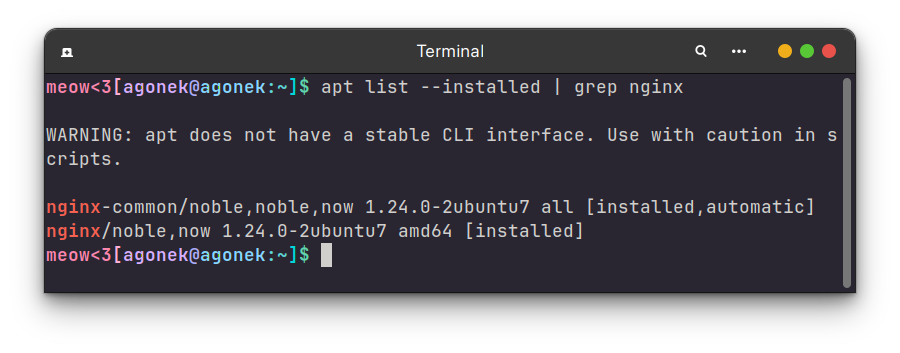 Terminal
meow<3[agonek@agonek:~]$ apt list --installed | grep nginx
WARNING: apt does not have a stable CLI interface. Use with caution in s
cripts.
nginx-common/noble,noble,now 1.24.0-2ubuntu7 all [installed,automatic]
nginx/noble,now 1.24.0-2ubuntu7 amd64 [installed]
meow<3[agonek@agonek:~]$